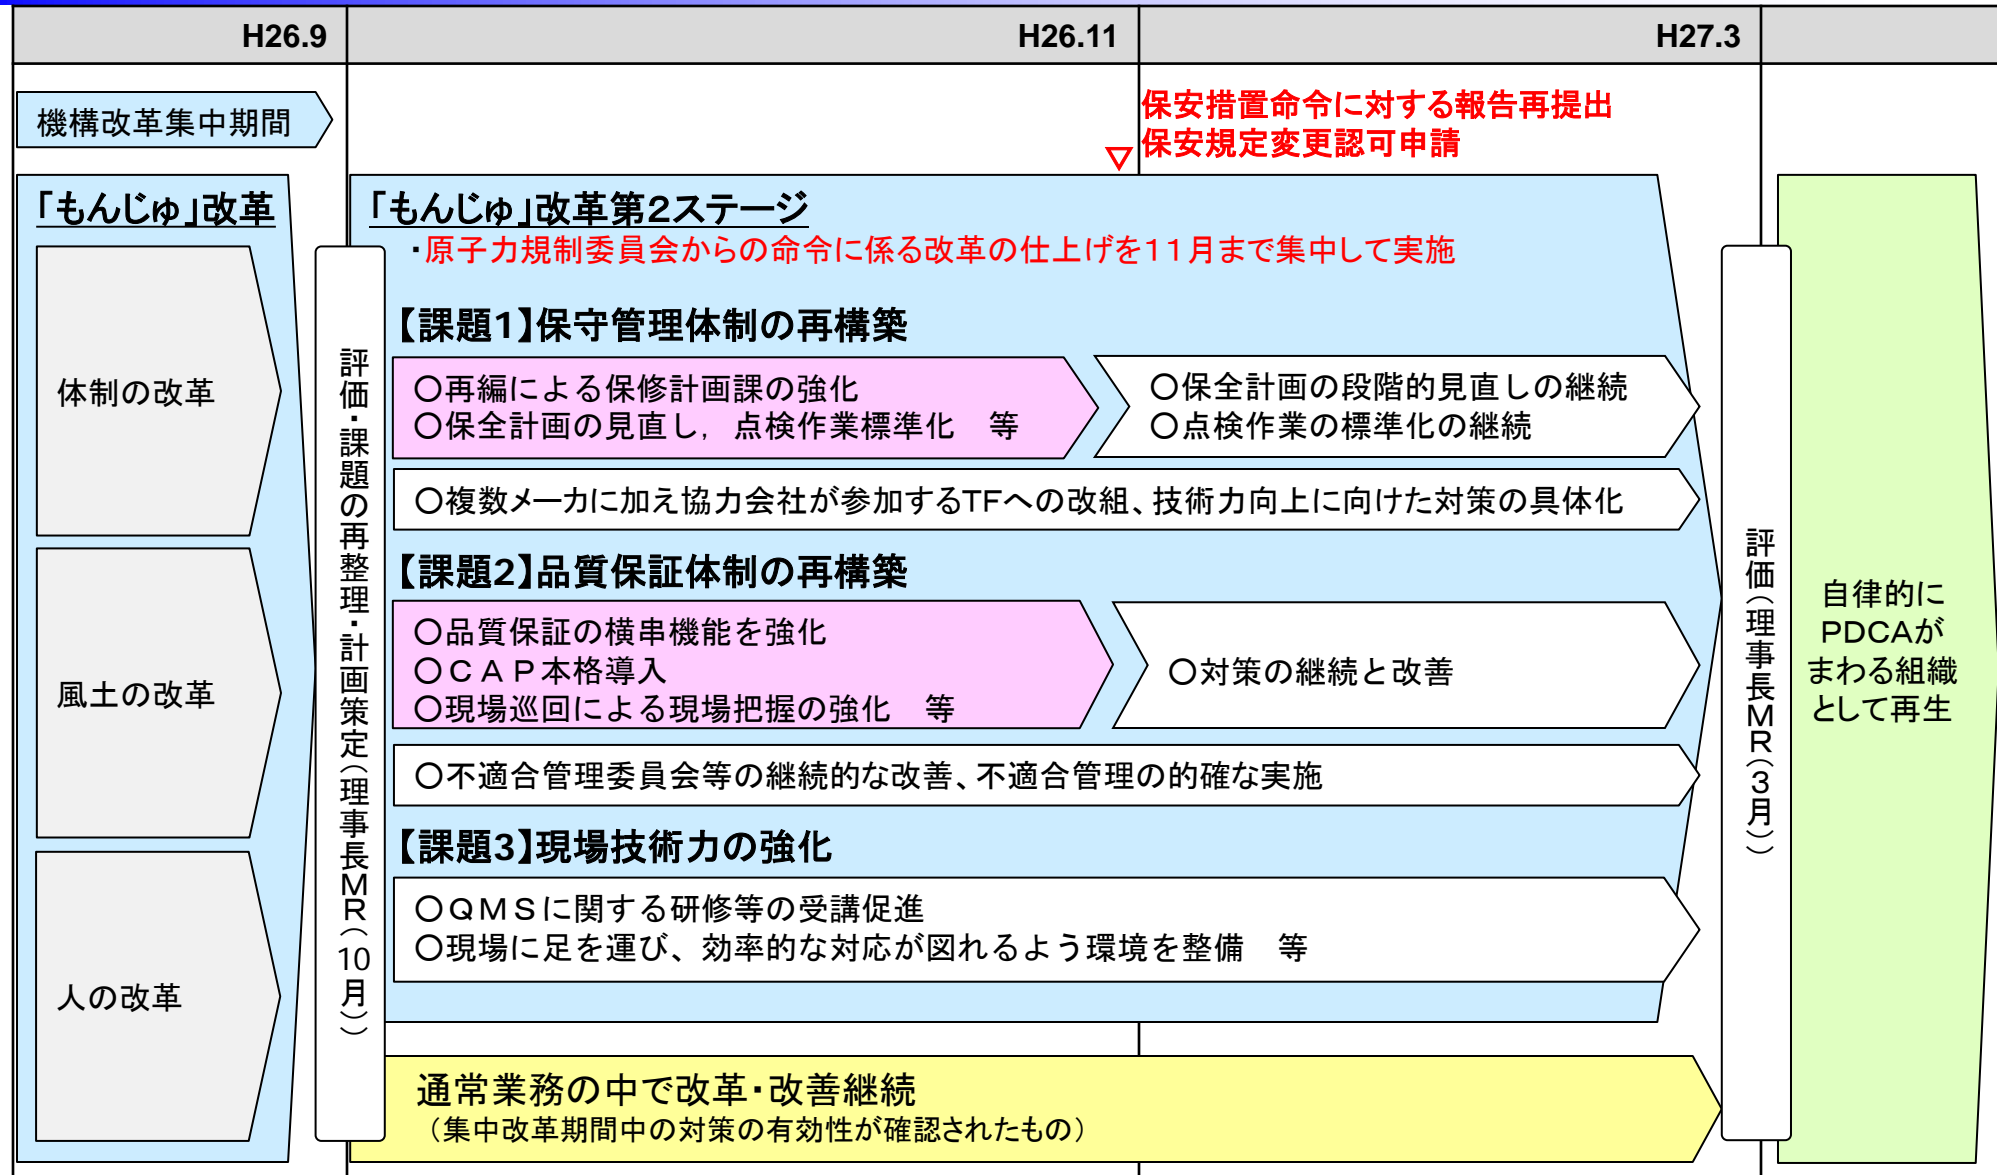 H26.9
H26.11
H27.3
機構改革集中期間
保安措置命令に対する報告再提出
保安規定変更認可申請
「もんじゅ」改革
体制の改革
風土の改革
人の改革
評価・課題の再整理・計画策定（理事長ＭＲ（10月））
「もんじゅ」改革第2ステージ
・原子力規制委員会からの命令に係る改革の仕上げを11月まで集中して実施
【課題1】保守管理体制の再構築
○再編による保修計画課の強化
○保全計画の見直し，点検作業標準化　等
○保全計画の段階的見直しの継続
○点検作業の標準化の継続
○複数メーカに加え協力会社が参加するTFへの改組、技術力向上に向けた対策の具体化
【課題2】品質保証体制の再構築
○品質保証の横串機能を強化
○ＣＡＰ本格導入
○現場巡回による現場把握の強化　等
○対策の継続と改善
○不適合管理委員会等の継続的な改善、不適合管理の的確な実施
【課題3】現場技術力の強化
○ＱＭＳに関する研修等の受講促進
○現場に足を運び、効率的な対応が図れるよう環境を整備　等
通常業務の中で改革・改善継続
（集中改革期間中の対策の有効性が確認されたもの）
評価（理事長ＭＲ（３月））
自律的に
PDCAが
まわる組織
として再生